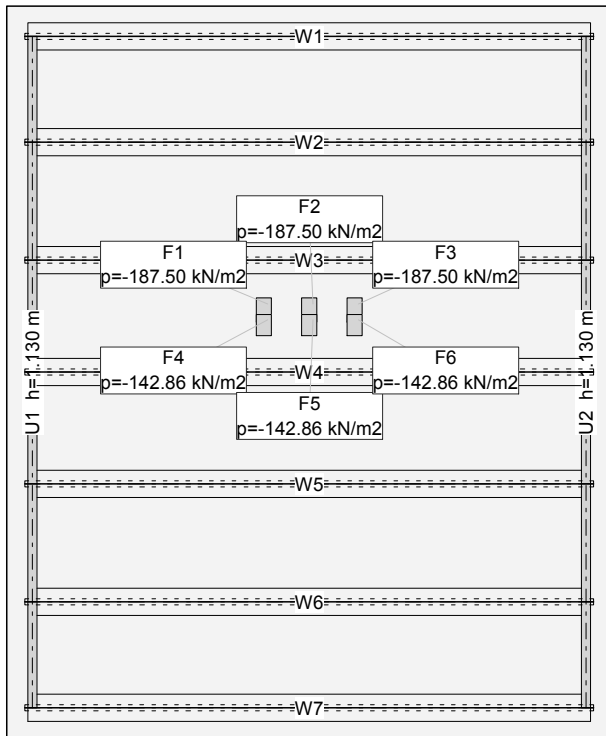 W1
W2
F2
p=-187.50 kN/m2
F1
p=-187.50 kN/m2
W3
F3
p=-187.50 kN/m2
U1 h=1.130 m
U2 h=1.130 m
F4
p=-142.86 kN/m2
W4
F6
p=-142.86 kN/m2
F5
p=-142.86 kN/m2
W5
W6
W7